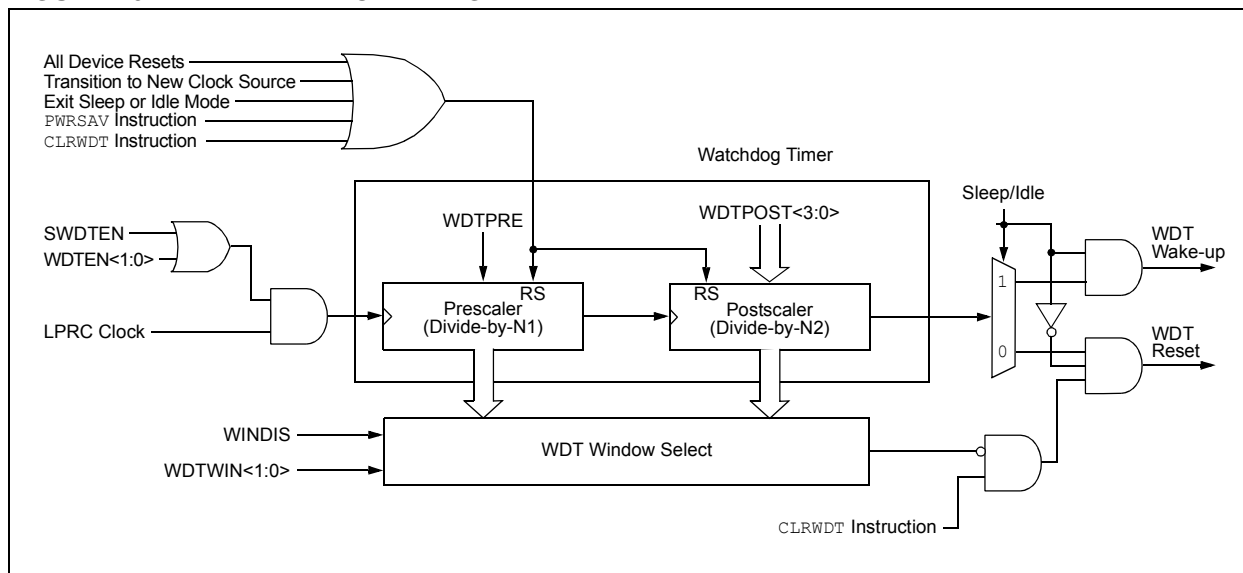 All Device Resets
Transition to New Clock Source
Exit Sleep or Idle Mode
PWRSAV Instruction
CLRWDT Instruction
Watchdog Timer
Sleep/Idle
WDTPRE
WDTPOST<3:0>
SWDTEN
WDTEN<1:0>
WDT
Wake-up
RS
RS
1
Prescaler
(Divide-by-N1)
Postscaler
(Divide-by-N2)
LPRC Clock
WDT
Reset
0
WINDIS
WDT Window Select
WDTWIN<1:0>
CLRWDT Instruction